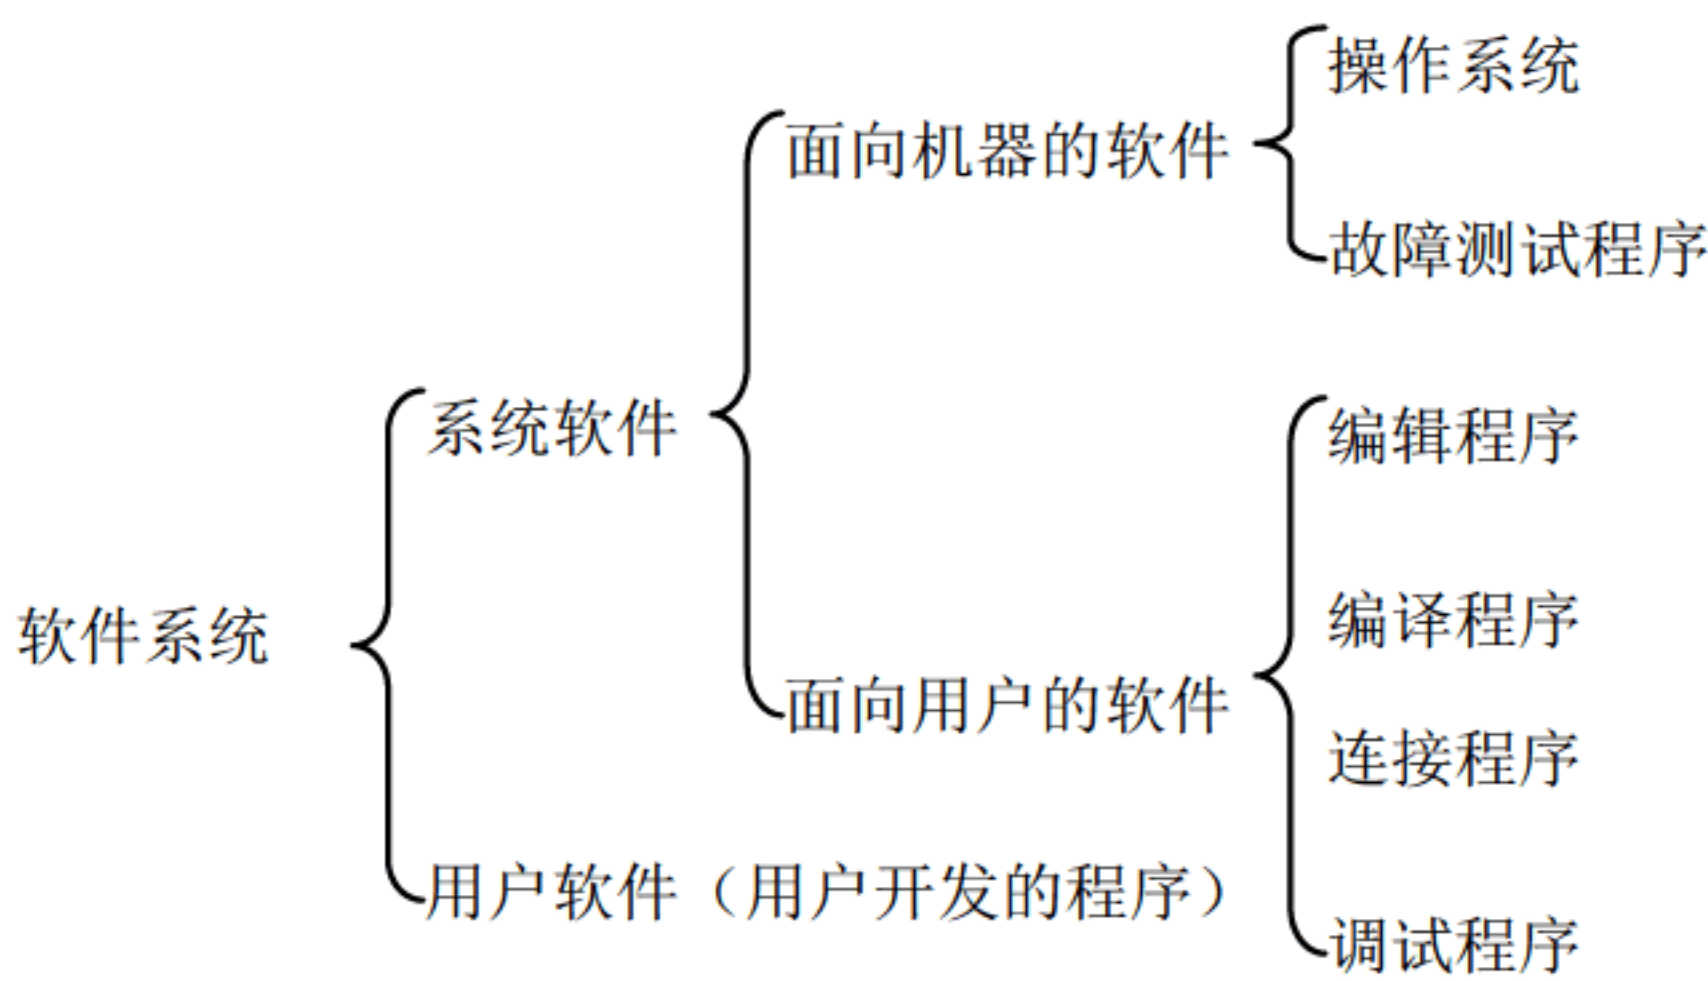 操作系统
面向机器的软件
故障测试程序
系统软件
编辑程序
编译程序
软件系统
面向用户的软件
连接程序
用户软件（用户开发的程序）
调试程序